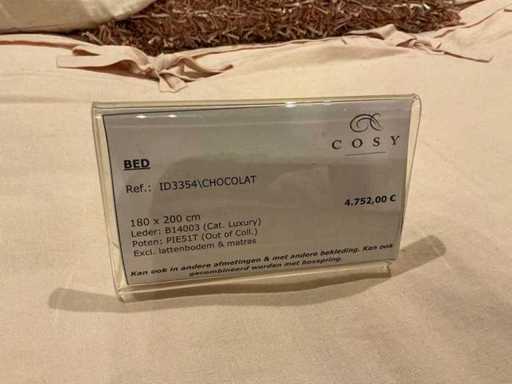 COSY
BED
Ref.: ID3354\CHOCOLAT
4.752,00 €
180 x 200 cm
Leder: B14003 (Cat. Luxury)
Poten: PIE51T (Out of Coll.)
Excl. lattenbodem & matras
Kan ook in andere afmetingen & met andere bekleding. Kan ook
gecombineerd worden met boxspring.